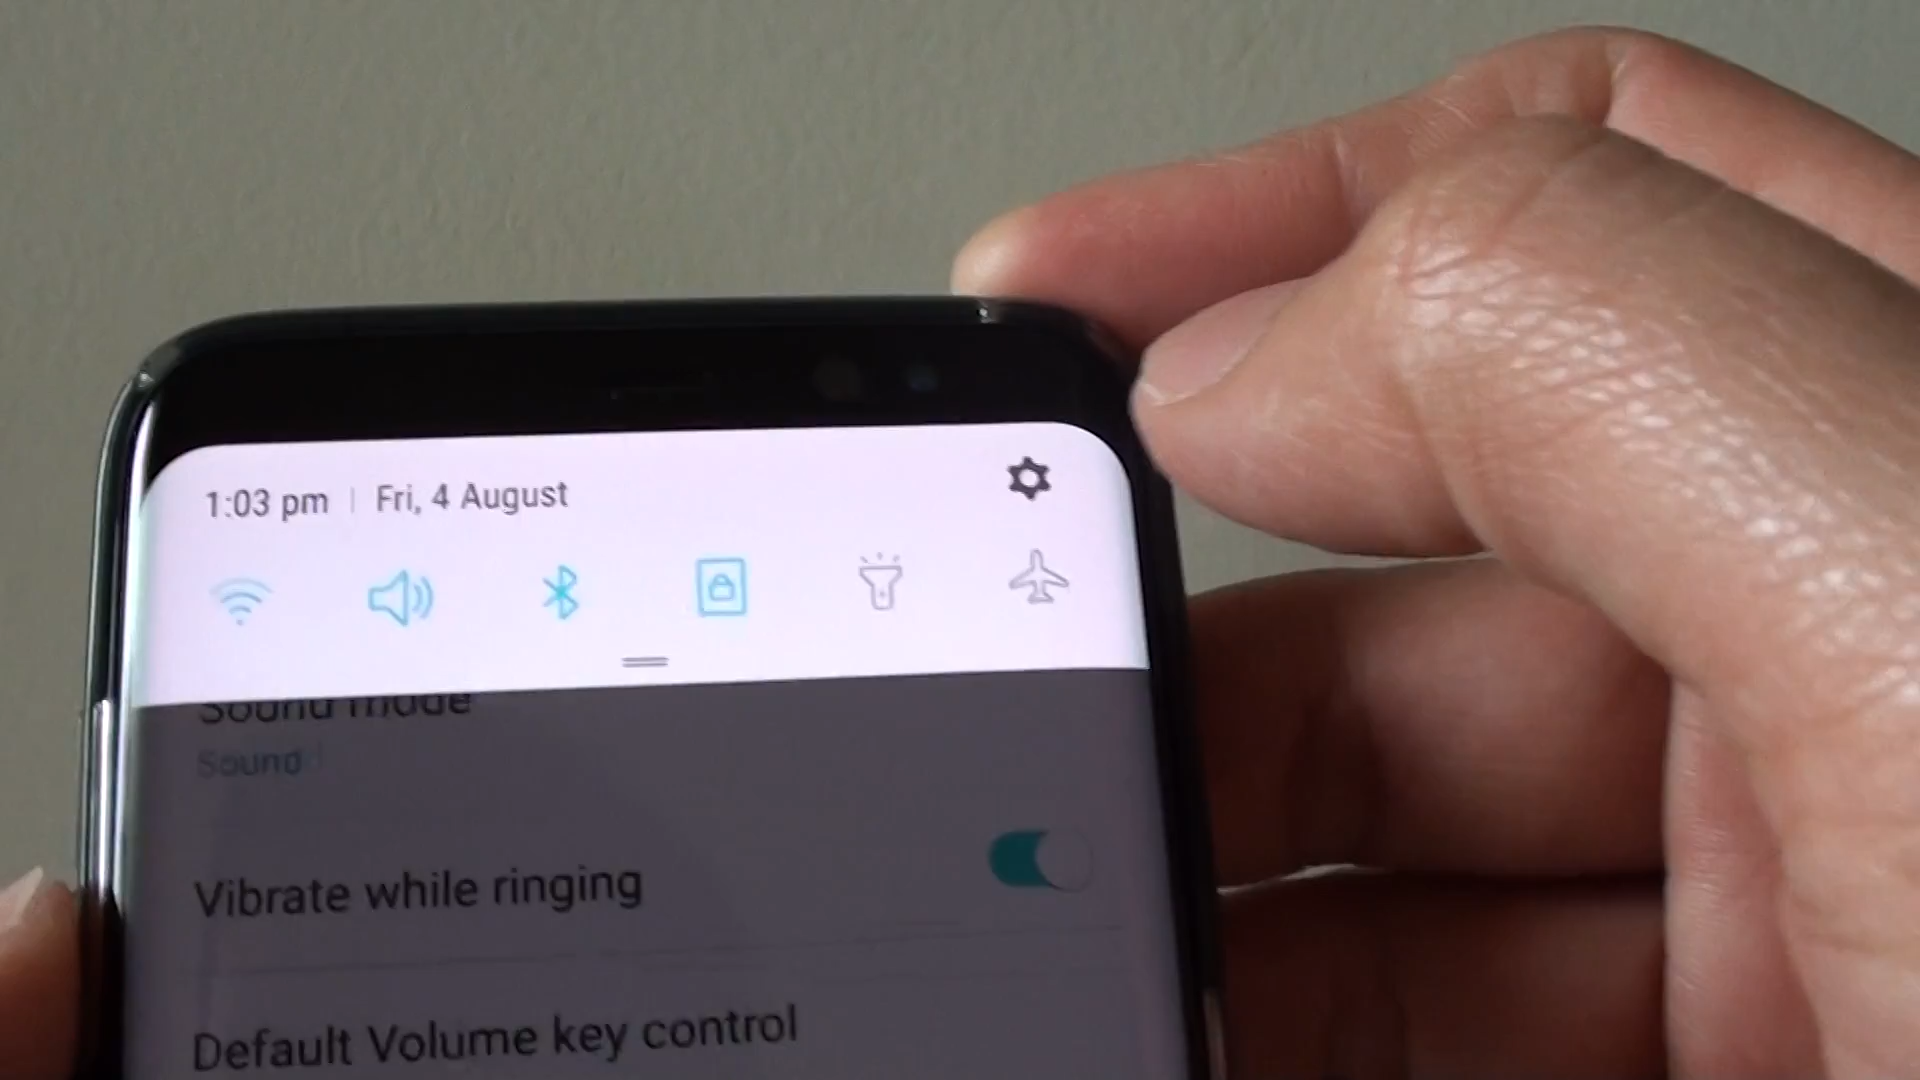 1:03 pm | Fri, 4 August
Sound mode
Sound
Vibrate while ringing
Default Volume key control